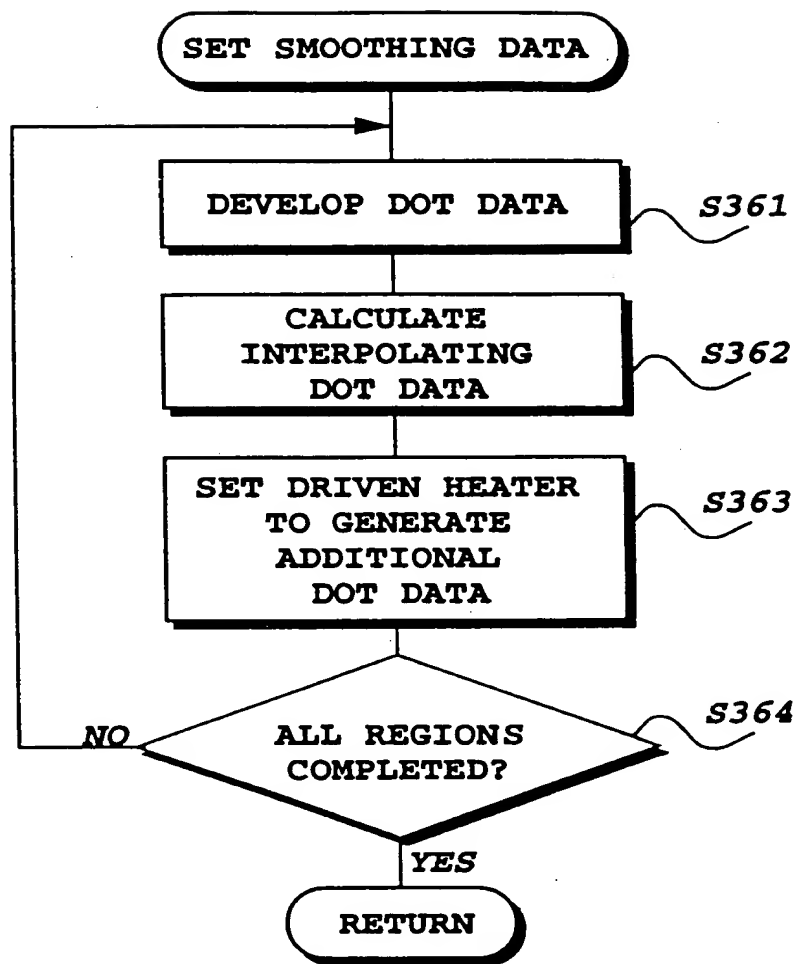 SET SMOOTHING DATA
DEVELOP DOT DATA
S361
CALCULATE
INTERPOLATING
DOT DATA
S362
SET DRIVEN HEATER
TO GENERATE
ADDITIONAL
DOT DATA
S363
ALL REGIONS
COMPLETED?
S364
NO
YES
RETURN